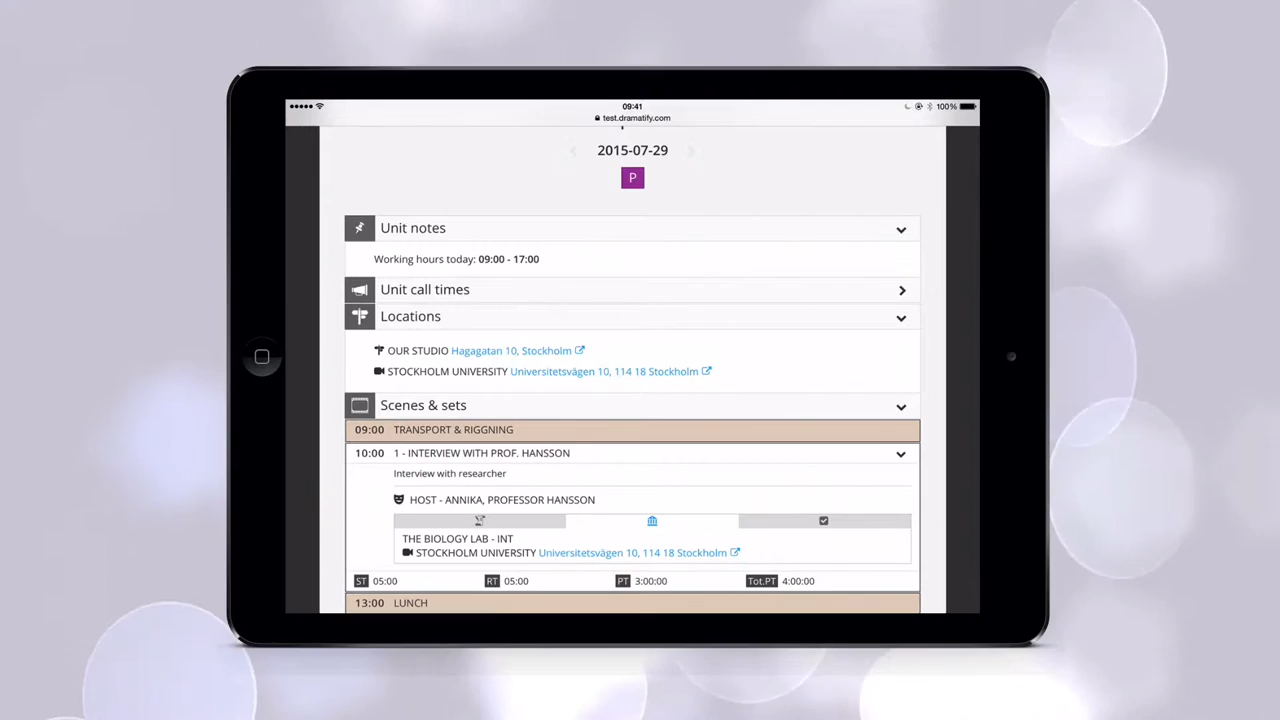 09:41
100%
test.dramatify.com
2015-07-29
P
Unit notes
Working hours today: 09:00 - 17:00
Unit call times
Locations
OUR STUDIO Hagagatan 10, Stockholm
STOCKHOLM UNIVERSITY Universitetsvägen 10, 114 18 Stockholm
Scenes & sets
09:00 TRANSPORT & RIGGNING
10:00 1 - INTERVIEW WITH PROF. HANSSON
Interview with researcher
HOST - ANNIKA, PROFESSOR HANSSON
THE BIOLOGY LAB - INT
STOCKHOLM UNIVERSITY Universitetsvägen 10, 114 18 Stockholm
ST 05:00 RT 05:00 PT 3:00:00 Tot.PT 4:00:00
13:00 LUNCH